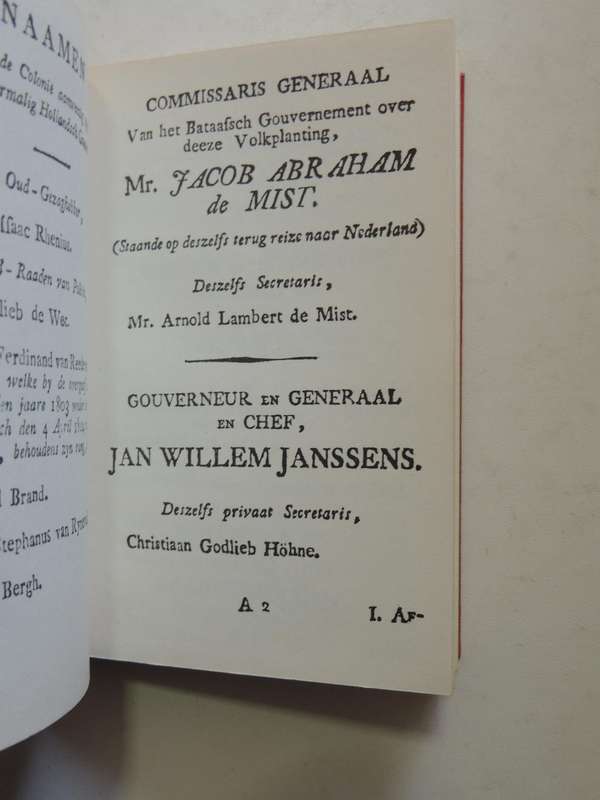 NAAMEN
de Colonie
Oud-Gezaghebber,
Isaac Rhenius.
Raaden van
lieb de Wet.
Ferdinand van
welke by de
den jaare 1803
ch den 4 April
behoudens zyn
Brand.
Stephanus van
Bergh.
COMMISSARIS GENERAAL
Van het Bataafsch Gouvernement over
deeze Volkplanting,
Mr. JACOB ABRAHAM
de MIST.
(Staande op deszelfs terug reize naar Nederland)
Deszelfs Secretaris,
Mr. Arnold Lambert de Mist.
GOUVERNEUR EN GENERAAL
EN CHEF,
JAN WILLEM JANSSENS.
Deszelfs privaat Secretaris,
Christiaan Godlieb Höhne.
A 2
I. AF-